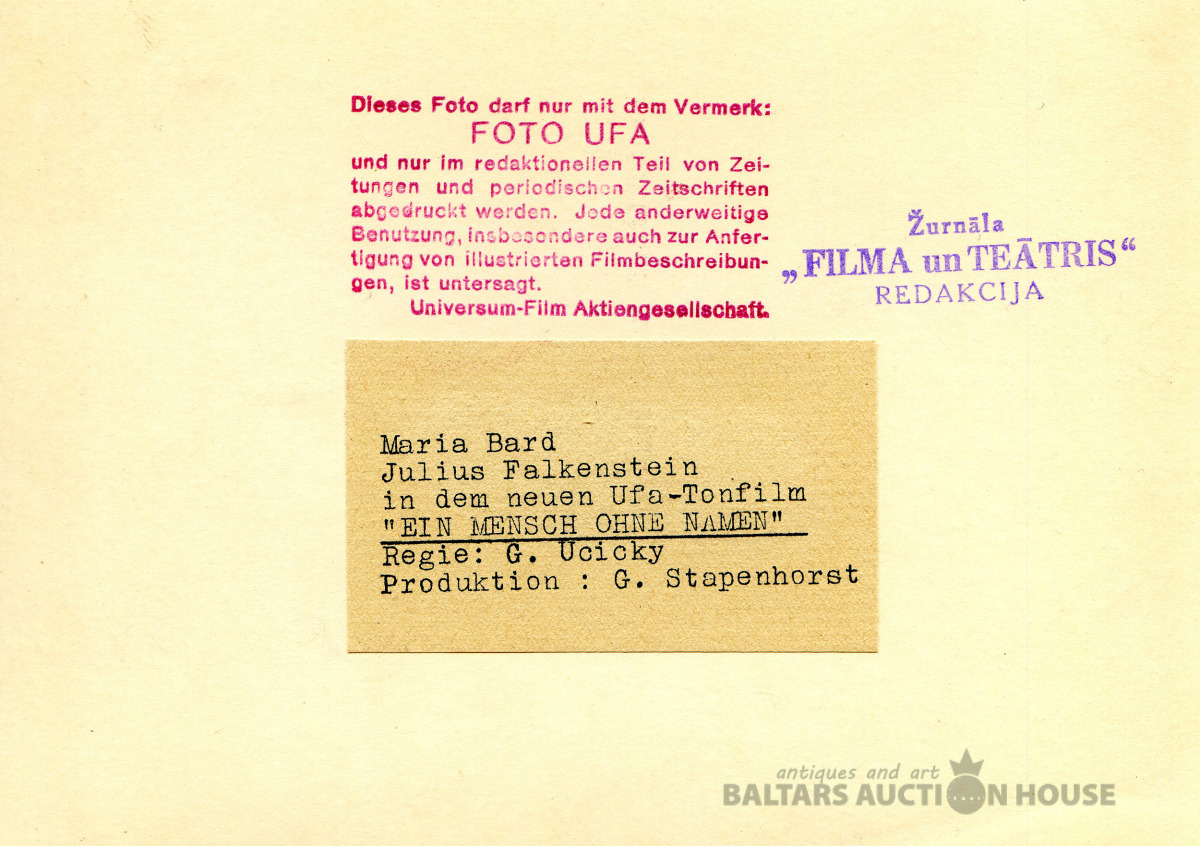 Dieses Foto darf nur mit dem Vermerk:
FOTO UFA
und nur im redaktionellen Teil von Zei-
tungen und periodischen Zeitschriften
abgedruckt werden. Jede anderweitige
Benutzung, insbesondere auch zur Anfer-
tigung von illustrierten Filmbeschreibun-
gen, ist untersagt.
Universum-Film Aktiengesellschaft.
Žurnāla
„FILMA un TEĀTRIS“
REDAKCIJA
Maria Bard
Julius Falkenstein
in dem neuen Ufa-Tonfilm
"EIN MENSCH OHNE NAMEN"
Regie: G. Ucicky
Produktion : G. Stapenhorst
antiques and art
BALTARS AUCTION HOUSE